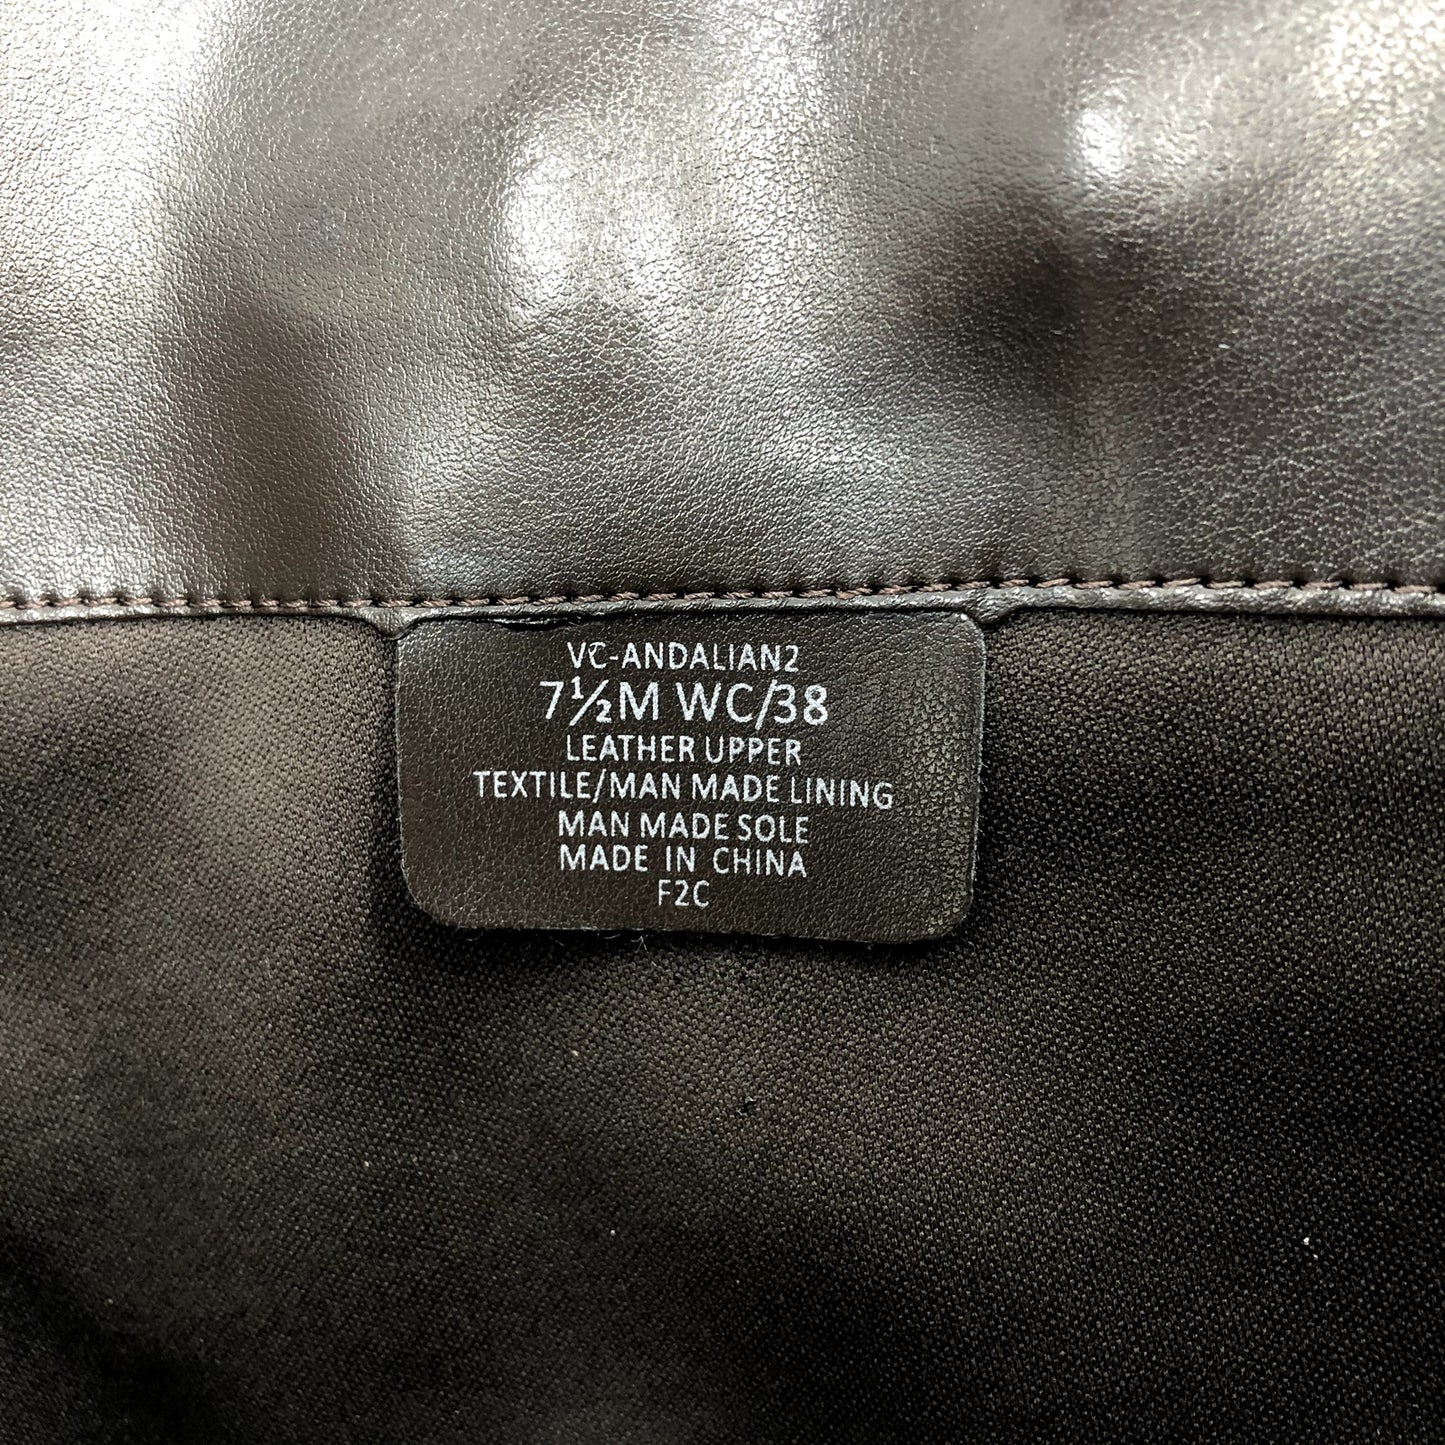 VC-ANDALIAN2
7½M WC/38
LEATHER UPPER
TEXTILE/MAN MADE LINING
MAN MADE SOLE
MADE IN CHINA
F2C